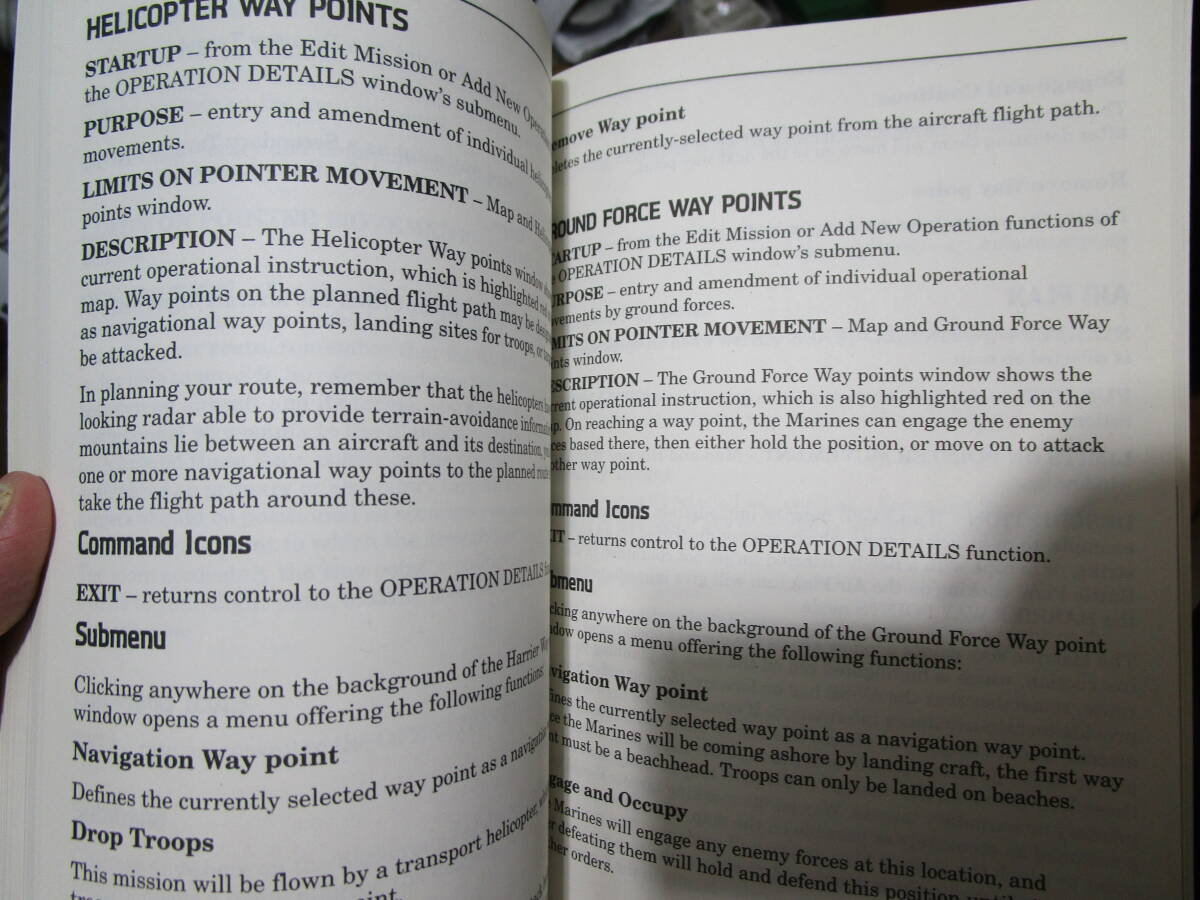 HELICOPTER WAY POINTS
STARTUP – from the Edit Mission or Add New
the OPERATION DETAILS window's submenu.
PURPOSE – entry and amendment of individual
movements.
LIMITS ON POINTER MOVEMENT – Map and
points window.
DESCRIPTION – The Helicopter Way points window
current operational instruction, which is highlighted red
map. Way points on the planned flight path may be
as navigational way points, landing sites for troops, or
be attacked.
In planning your route, remember that the helicopters
looking radar able to provide terrain-avoidance
mountains lie between an aircraft and its destination,
one or more navigational way points to the planned route
take the flight path around these.
Command Icons
EXIT – returns control to the OPERATION DETAILS
Submenu
Clicking anywhere on the background of the Harrier
window opens a menu offering the following functions
Navigation Way point
Defines the currently selected way point as a
Drop Troops
This mission will be flown by a transport helicopter,
move Way point
letes the currently-selected way point from the aircraft flight path.
ROUND FORCE WAY POINTS
ARTUP – from the Edit Mission or Add New Operation functions of
OPERATION DETAILS window's submenu.
RPOSE – entry and amendment of individual operational
vements by ground forces.
MITS ON POINTER MOVEMENT – Map and Ground Force Way
nts window.
SCRIPTION – The Ground Force Way points window shows the
rent operational instruction, which is also highlighted red on the
p. On reaching a way point, the Marines can engage the enemy
ces based there, then either hold the position, or move on to attack
ther way point.
mmand Icons
IT – returns control to the OPERATION DETAILS function.
bmenu
cking anywhere on the background of the Ground Force Way point
dow opens a menu offering the following functions:
vigation Way point
ines the currently selected way point as a navigation way point.
ce the Marines will be coming ashore by landing craft, the first way
nt must be a beachhead. Troops can only be landed on beaches.
gage and Occupy
Marines will engage any enemy forces at this location, and
er defeating them will hold and defend this position
her orders.